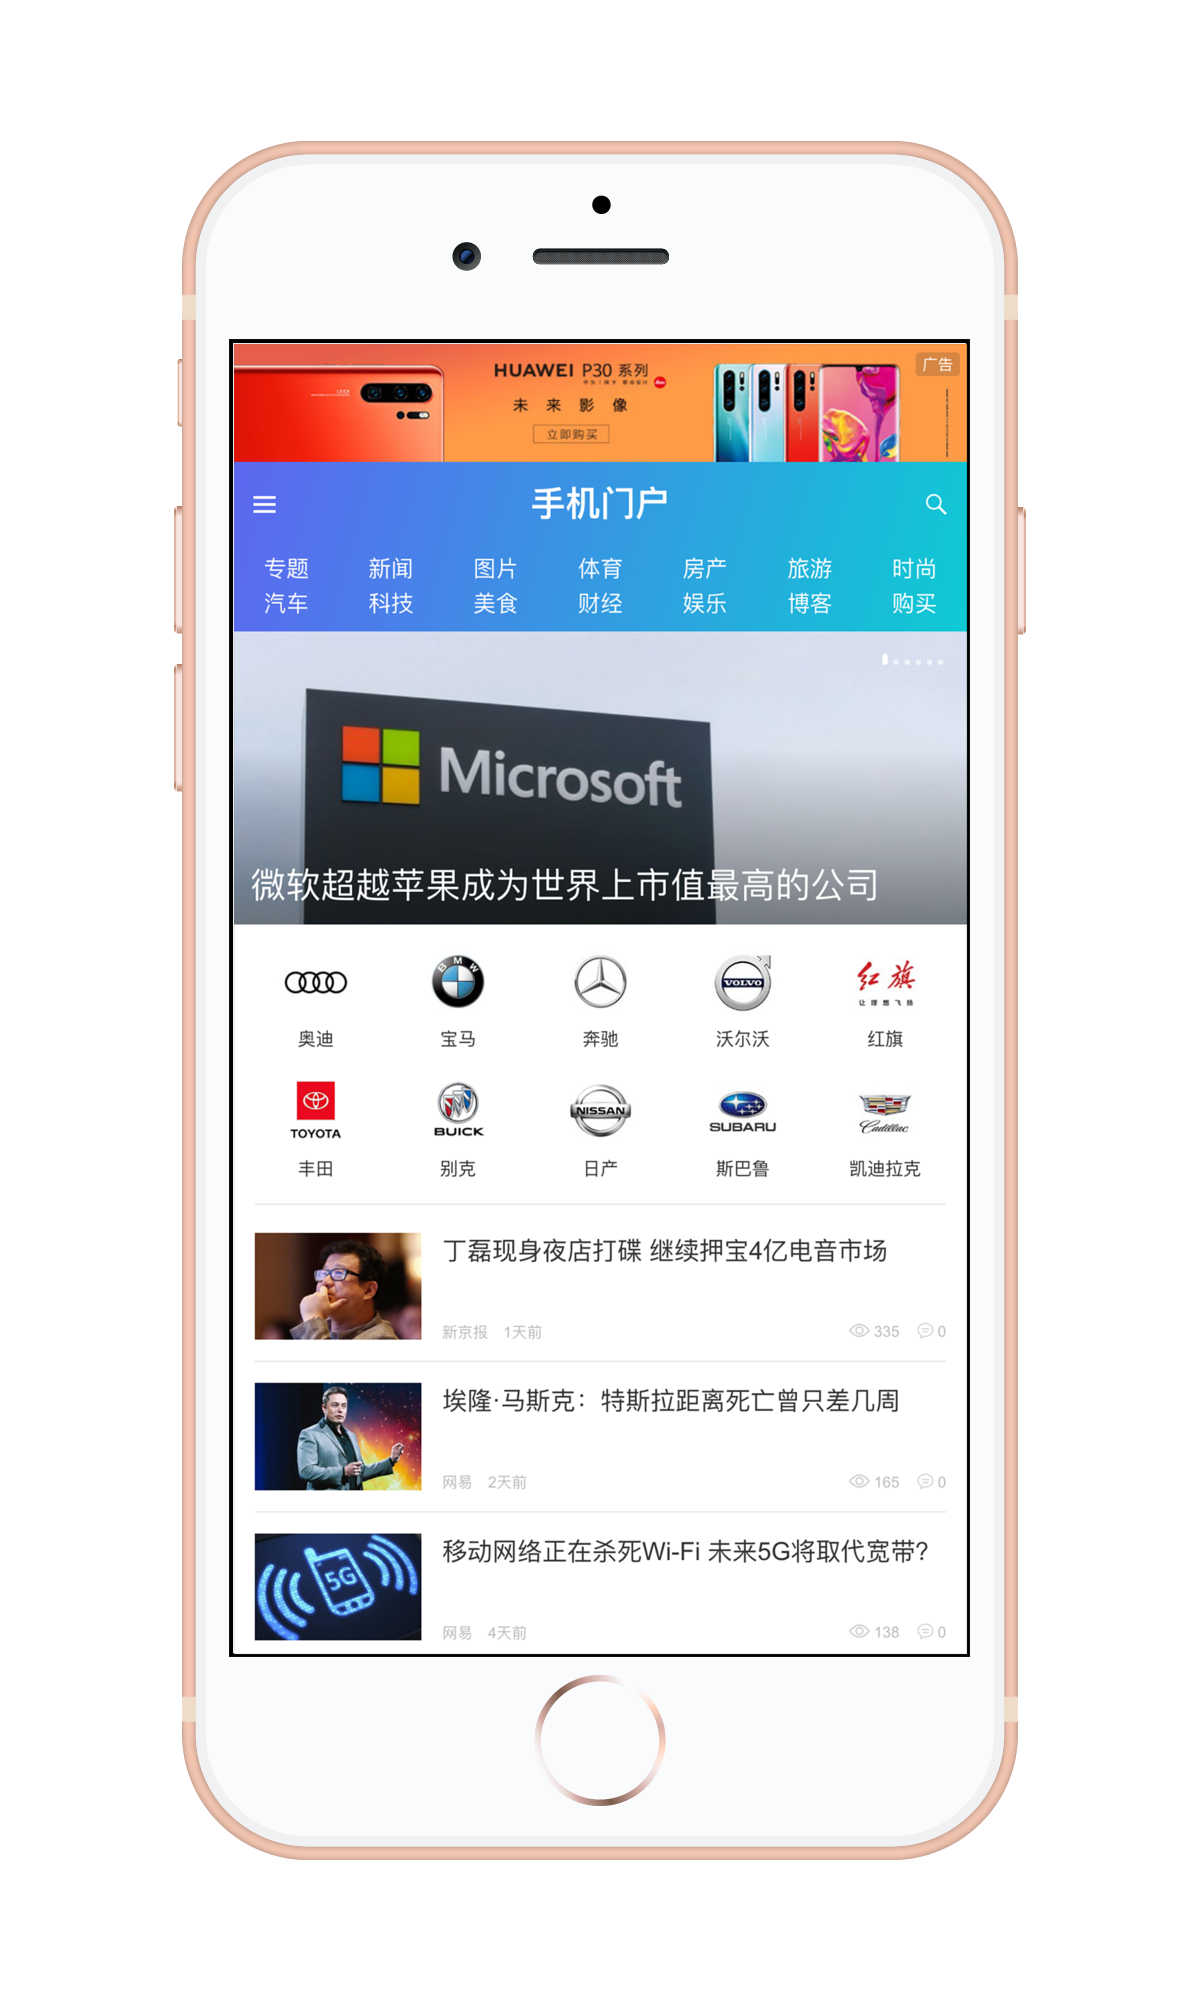 HUAWEI P30 系列
未来影像
立即购买
广告
手机门户
专题 新闻 图片 体育 房产 旅游 时尚
汽车 科技 美食 财经 娱乐 博客 购买
Microsoft
微软超越苹果成为世界上市值最高的公司
BMW
VOLVO
红旗
让理想飞扬
奥迪 宝马 奔驰 沃尔沃 红旗
TOYOTA
BUICK
NISSAN
SUBARU
Cadillac
丰田 别克 日产 斯巴鲁 凯迪拉克
丁磊现身夜店打碟 继续押宝4亿电音市场
新京报 1天前 335 0
埃隆·马斯克：特斯拉距离死亡曾只差几周
网易 2天前 165 0
5G
移动网络正在杀死Wi-Fi 未来5G将取代宽带?
网易 4天前 138 0